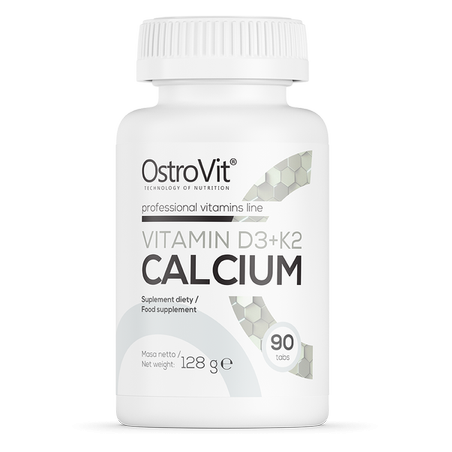 OstroVit®
TECHNOLOGY OF NUTRITION
professional vitamins line
VITAMIN D3+K2
CALCIUM
Suplement diety /
Food supplement
90
tabs.
Masa netto /
Net weight: 128 g ℮